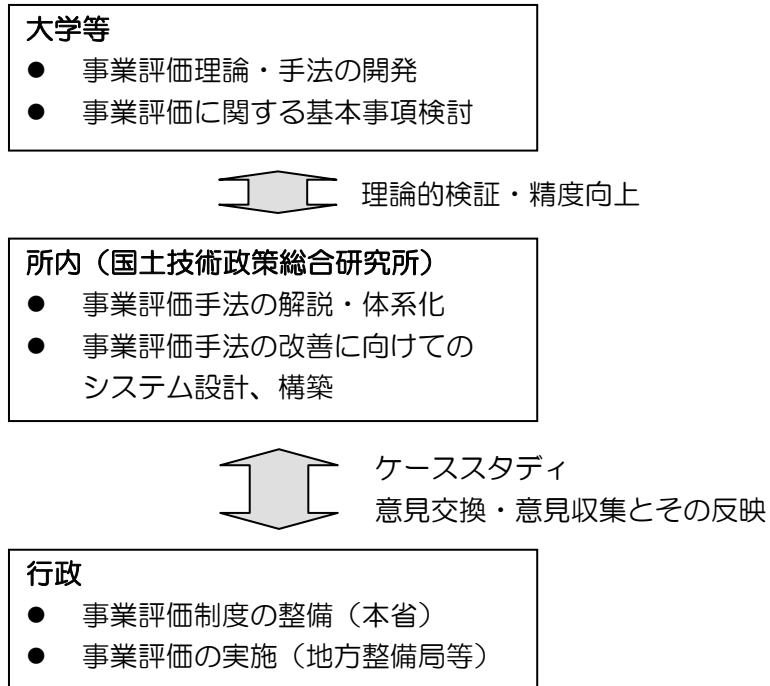 大学等
● 事業評価理論・手法の開発
● 事業評価に関する基本事項検討
理論的検証・精度向上
所内（国土技術政策総合研究所）
● 事業評価手法の解説・体系化
● 事業評価手法の改善に向けての
システム設計、構築
ケーススタディ
意見交換・意見収集とその反映
行政
● 事業評価制度の整備（本省）
● 事業評価の実施（地方整備局等）